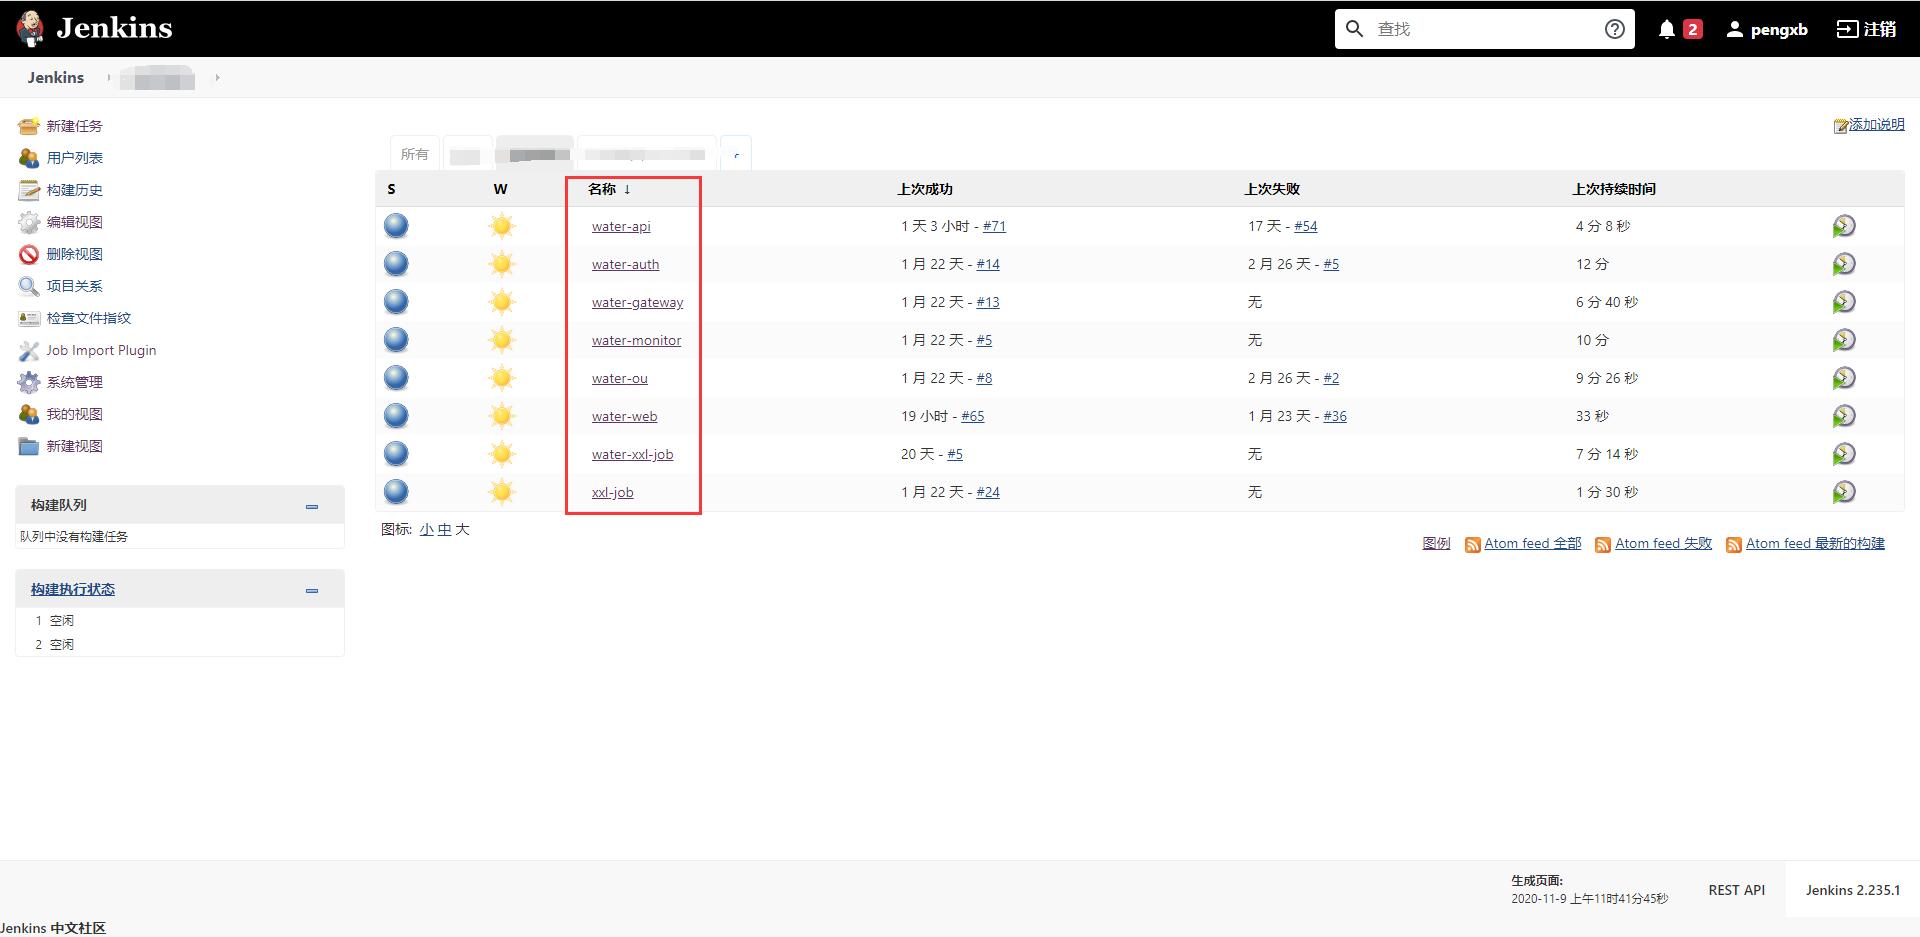 Jenkins
查找
2
pengxb
注销
Jenkins
新建任务
用户列表
构建历史
编辑视图
删除视图
项目关系
检查文件指纹
Job Import Plugin
系统管理
我的视图
新建视图
构建队列
队列中没有构建任务
构建执行状态
1 空闲
2 空闲
添加说明
所有
S W 名称 ↓ 上次成功 上次失败 上次持续时间
water-api 1 天 3 小时 - #71 17 天 - #54 4 分 8 秒
water-auth 1 月 22 天 - #14 2 月 26 天 - #5 12 分
water-gateway 1 月 22 天 - #13 无 6 分 40 秒
water-monitor 1 月 22 天 - #5 无 10 分
water-ou 1 月 22 天 - #8 2 月 26 天 - #2 9 分 26 秒
water-web 19 小时 - #65 1 月 23 天 - #36 33 秒
water-xxl-job 20 天 - #5 无 7 分 14 秒
xxl-job 1 月 22 天 - #24 无 1 分 30 秒
图标: 小 中 大
图例 Atom feed 全部 Atom feed 失败 Atom feed 最新的构建
生成页面:
2020-11-9 上午11时41分45秒
REST API
Jenkins 2.235.1
Jenkins 中文社区